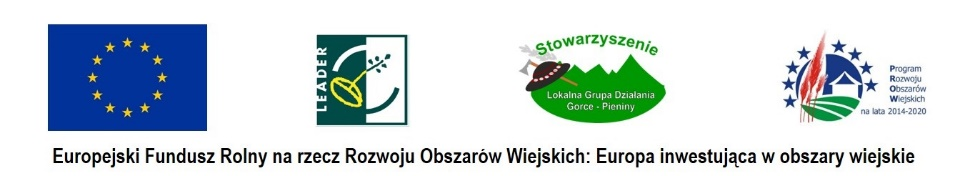 LEADER
Stowarzyszenie
Lokalna Grupa Działania
Gorce - Pieniny
Program
Rozwoju
Obszarów
Wiejskich
na lata 2014-2020
Europejski Fundusz Rolny na rzecz Rozwoju Obszarów Wiejskich: Europa inwestująca w obszary wiejskie